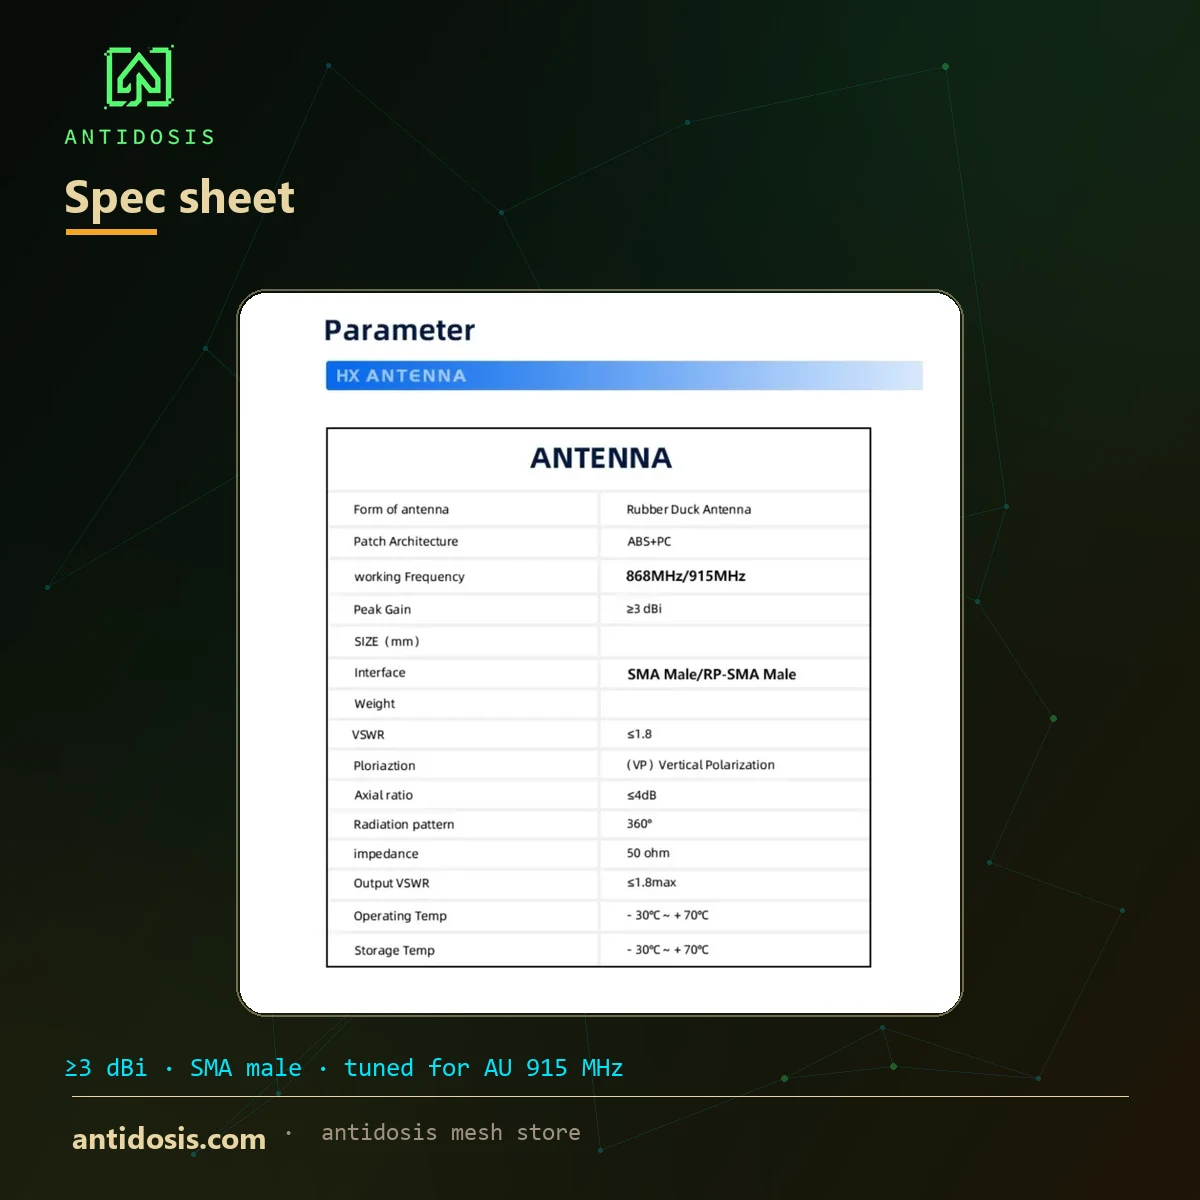 ANTIDOSIS
Spec sheet
Parameter
HX ANTENNA
ANTENNA
Form of antenna Rubber Duck Antenna
Patch Architecture ABS+PC
working Frequency 868MHz/915MHz
Peak Gain ≥3 dBi
SIZE (mm)
Interface SMA Male/RP-SMA Male
Weight
VSWR ≤1.8
Ploriaztion (VP) Vertical Polarization
Axial ratio ≤4dB
Radiation pattern 360°
impedance 50 ohm
Output VSWR ≤1.8max
Operating Temp - 30℃ ~ + 70℃
Storage Temp - 30℃ ~ + 70℃
≥3 dBi · SMA male · tuned for AU 915 MHz
antidosis.com · antidosis mesh store